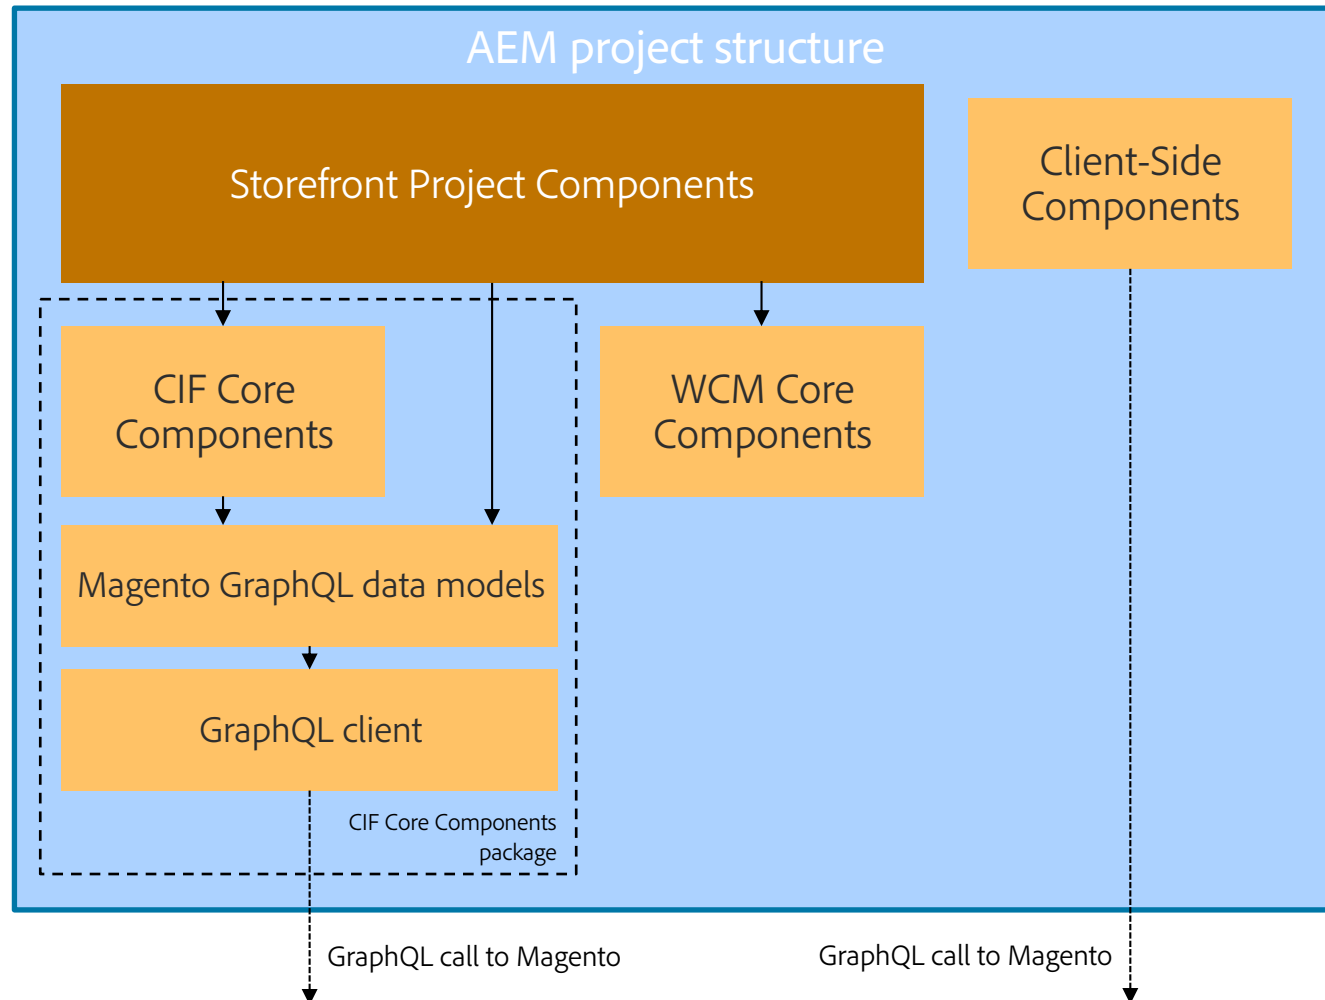 AEM project structure
Storefront Project Components
Client-Side
Components
CIF Core
Components
WCM Core
Components
Magento GraphQL data models
GraphQL client
CIF Core Components
package
GraphQL call to Magento
GraphQL call to Magento